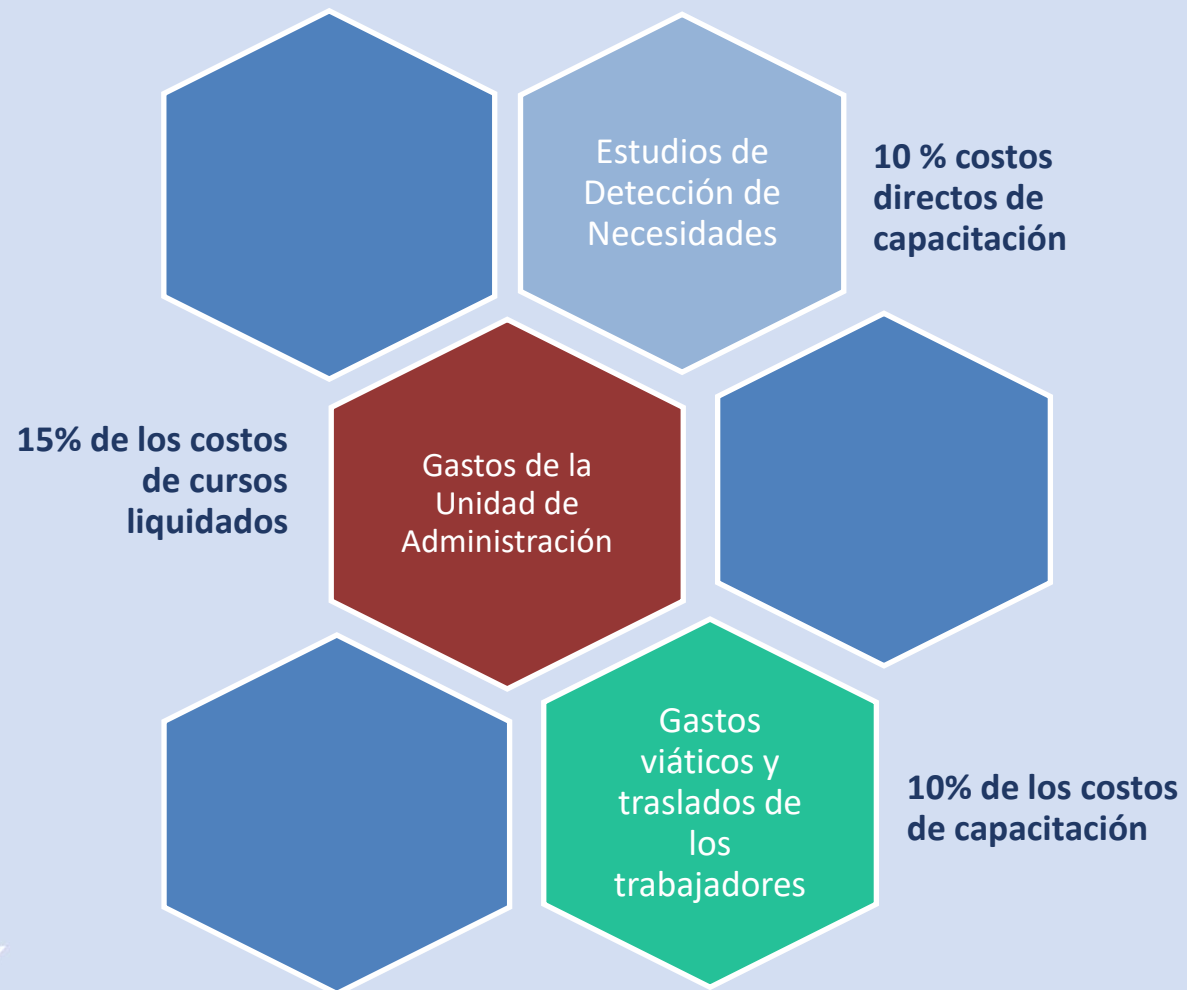 Estudios de
Detección de
Necesidades
10 % costos
directos de
capacitación
15% de los costos
de cursos
liquidados
Gastos de la
Unidad de
Administración
Gastos
viáticos y
traslados de
los
trabajadores
10% de los costos
de capacitación